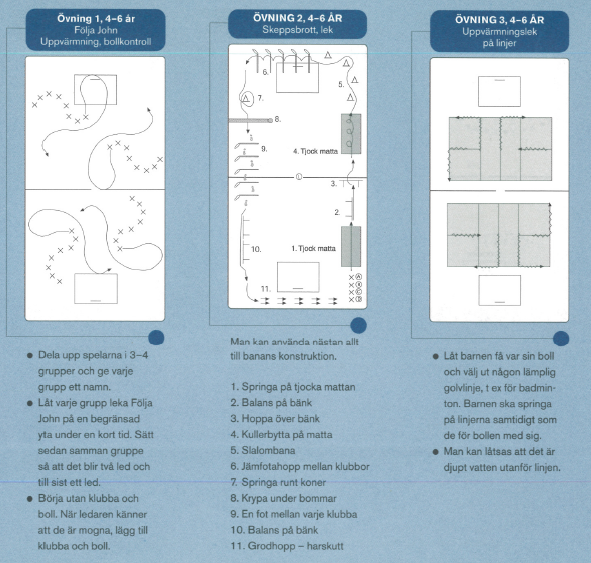 Övning 1, 4–6 år
Följa John
Uppvärmning, bollkontroll
Dela upp spelarna i 3–4
grupper och ge varje
grupp ett namn.
Låt varje grupp leka Följa
John på en begränsad
yta under en kort tid. Sätt
sedan samman gruppe
så att det blir två led och
till sist ett led.
Börja utan klubba och
boll. När ledaren känner
att de är mogna, lägg till
klubba och boll.
ÖVNING 2, 4–6 ÅR
Skeppsbrott, lek
6.
5.
7.
8.
9.
4. Tjock matta
3.
2.
10.
1. Tjock matta
11.
A
B
C
D
Man kan använda nästan allt
till banans konstruktion.
1. Springa på tjocka mattan
2. Balans på bänk
3. Hoppa över bänk
4. Kullerbytta på matta
5. Slalombana
6. Jämfotahopp mellan klubbor
7. Springa runt koner
8. Krypa under bommar
9. En fot mellan varje klubba
10. Balans på bänk
11. Grodhopp – harskutt
ÖVNING 3, 4–6 ÅR
Uppvärmningslek
på linjer
Låt barnen få var sin boll
och välj ut någon lämplig
golvlinje, t ex för badmin-
ton. Barnen ska springa
på linjerna samtidigt som
de för bollen med sig.
Man kan låtsas att det är
djupt vatten utanför linjen.